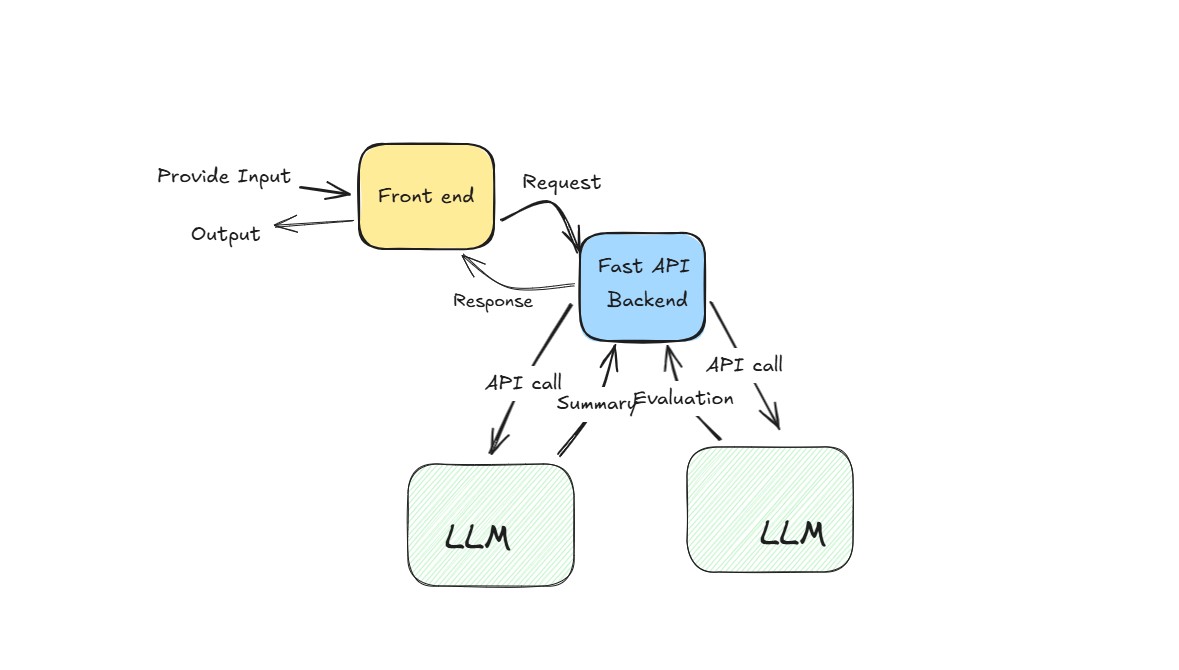 Provide Input
Output
Front end
Request
Response
Fast API
Backend
API call
Summary
Evaluation
API call
LLM
LLM